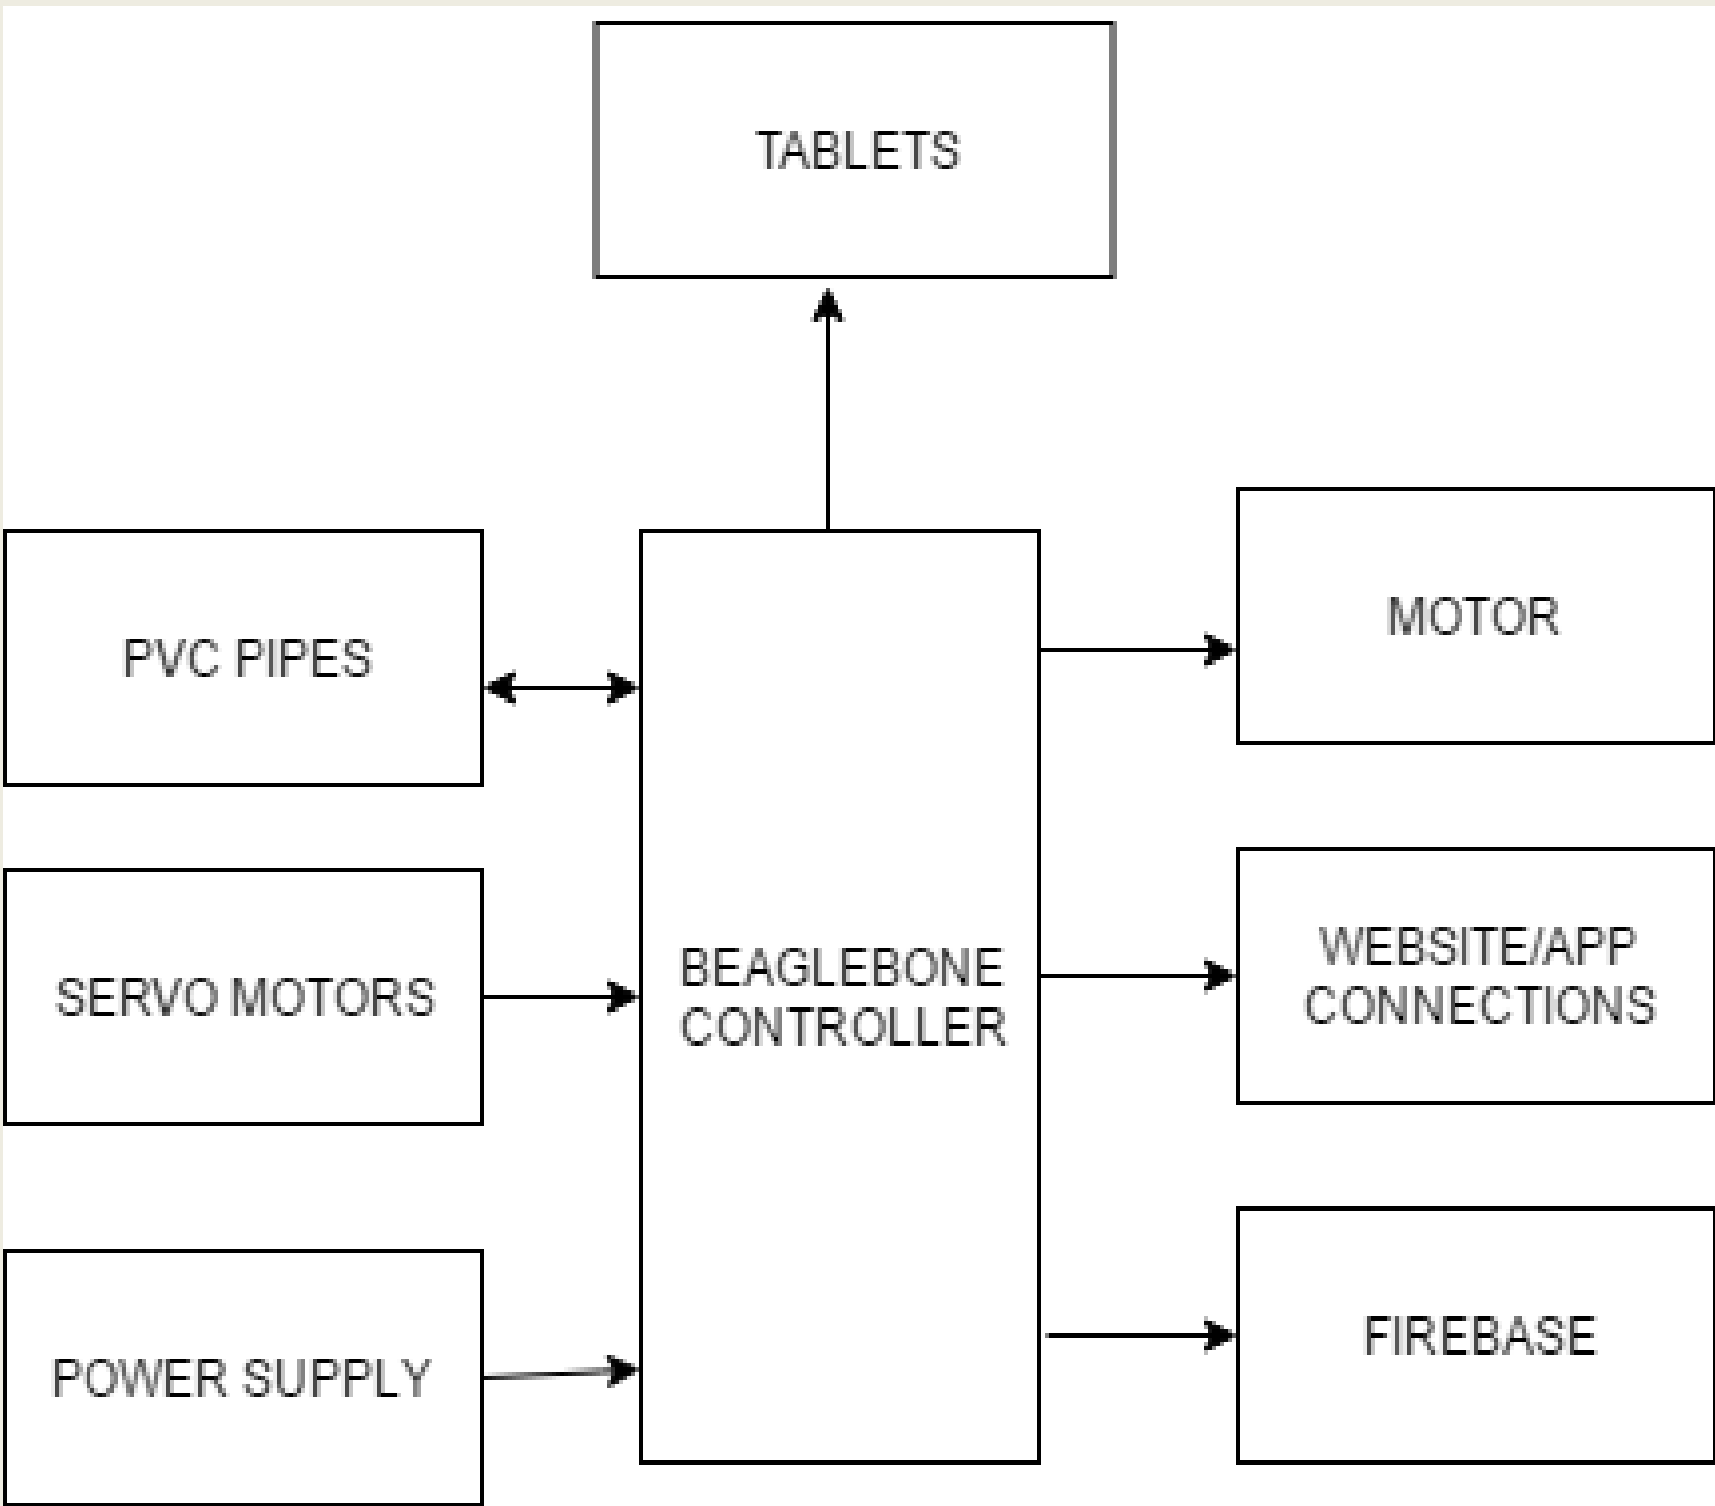 TABLETS
PVC PIPES
MOTOR
SERVO MOTORS
BEAGLEBONE
CONTROLLER
WEBSITE/APP
CONNECTIONS
POWER SUPPLY
FIREBASE